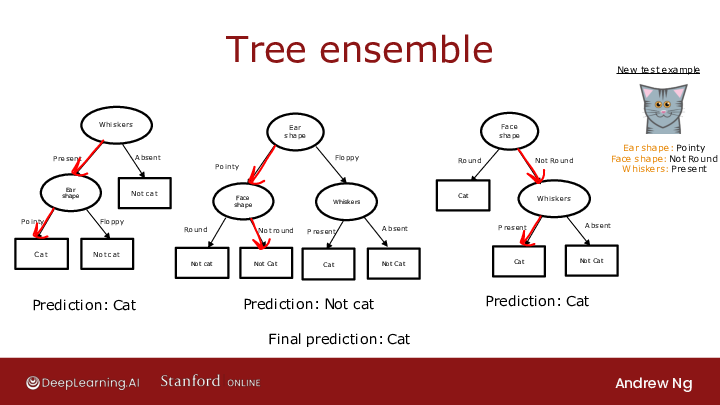 Tree ensemble
New test example
Ear shape: Pointy
Face shape: Not Round
Whiskers: Present
Whiskers
Present
Absent
Ear
shape
Not cat
Pointy
Floppy
Cat
Not cat
Prediction: Cat
Ear
shape
Pointy
Floppy
Face
shape
Whiskers
Round
Not round
Present
Absent
Not cat
Not Cat
Cat
Not Cat
Prediction: Not cat
Face
shape
Round
Not Round
Cat
Whiskers
Present
Absent
Cat
Not Cat
Prediction: Cat
Final prediction: Cat
DeepLearning.AI
Stanford ONLINE
Andrew Ng